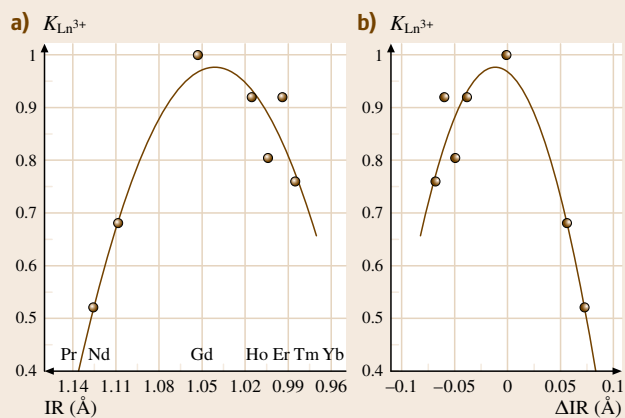 a) K Ln3+
1
0.9
0.8
0.7
0.6
0.5
0.4
Pr Nd Gd Ho Er Tm Yb
1.14 1.11 1.08 1.05 1.02 0.99 0.96
IR (Å)
b) K Ln3+
1
0.9
0.8
0.7
0.6
0.5
0.4
−0.1 −0.05 0 0.05 0.1
ΔIR (Å)